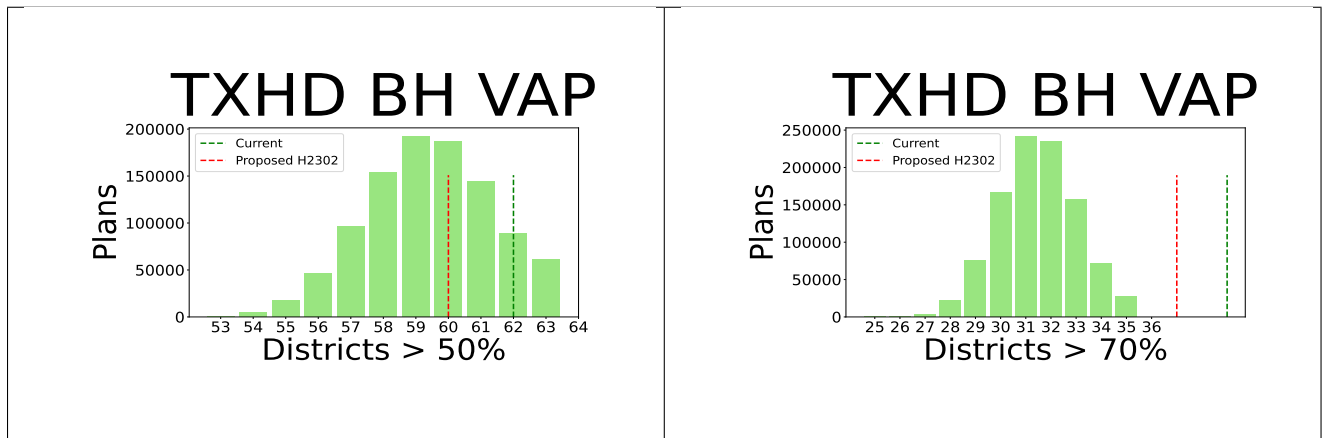 TXHD BH VAP
200000
150000
100000
50000
0
Plans
Current
Proposed H2302
53 54 55 56 57 58 59 60 61 62 63 64
Districts > 50%
TXHD BH VAP
250000
200000
150000
100000
50000
0
Plans
Current
Proposed H2302
25 26 27 28 29 30 31 32 33 34 35 36
Districts > 70%